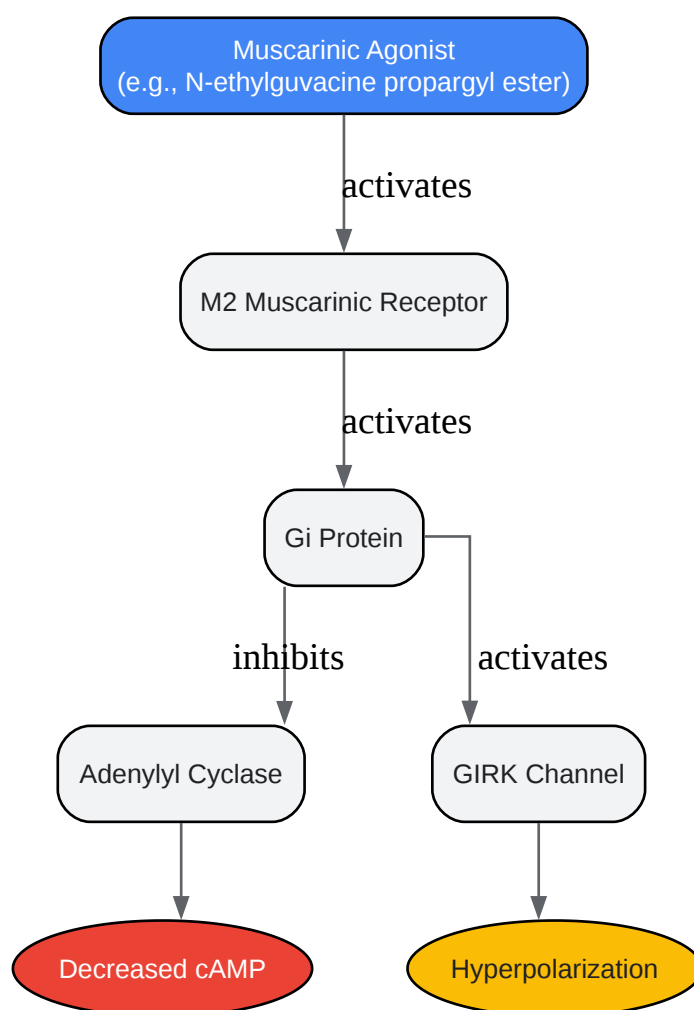 Muscarinic Agonist
(e.g., N-ethylguvacine propargyl ester)
activates
M2 Muscarinic Receptor
activates
Gi Protein
inhibits
activates
Adenylyl Cyclase
GIRK Channel
Decreased cAMP
Hyperpolarization